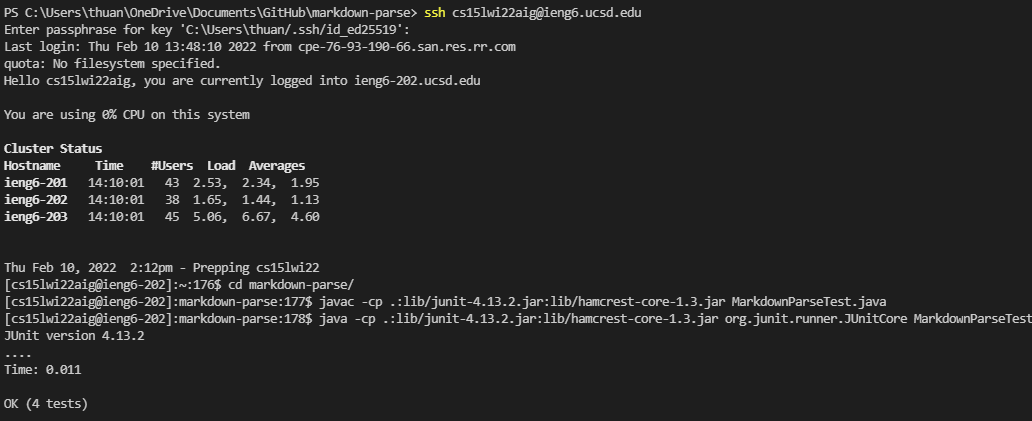 PS C:\Users\thuan\OneDrive\Documents\GitHub\markdown-parse> ssh cs15lwi22aig@ieng6.ucsd.edu
Enter passphrase for key 'C:\Users\thuan/.ssh/id_ed25519':
Last login: Thu Feb 10 13:48:10 2022 from cpe-76-93-190-66.san.res.rr.com
quota: No filesystem specified.
Hello cs15lwi22aig, you are currently logged into ieng6-202.ucsd.edu
You are using 0% CPU on this system
Cluster Status
Hostname     Time    #Users  Load  Averages
ieng6-201   14:10:01   43  2.53,  2.34,  1.95
ieng6-202   14:10:01   38  1.65,  1.44,  1.13
ieng6-203   14:10:01   45  5.06,  6.67,  4.60
Thu Feb 10, 2022  2:12pm - Prepping cs15lwi22
[cs15lwi22aig@ieng6-202]:~:176$ cd markdown-parse/
[cs15lwi22aig@ieng6-202]:markdown-parse:177$ javac -cp .:lib/junit-4.13.2.jar:lib/hamcrest-core-1.3.jar MarkdownParseTest.java
[cs15lwi22aig@ieng6-202]:markdown-parse:178$ java -cp .:lib/junit-4.13.2.jar:lib/hamcrest-core-1.3.jar org.junit.runner.JUnitCore MarkdownParseTest
JUnit version 4.13.2
....
Time: 0.011
OK (4 tests)